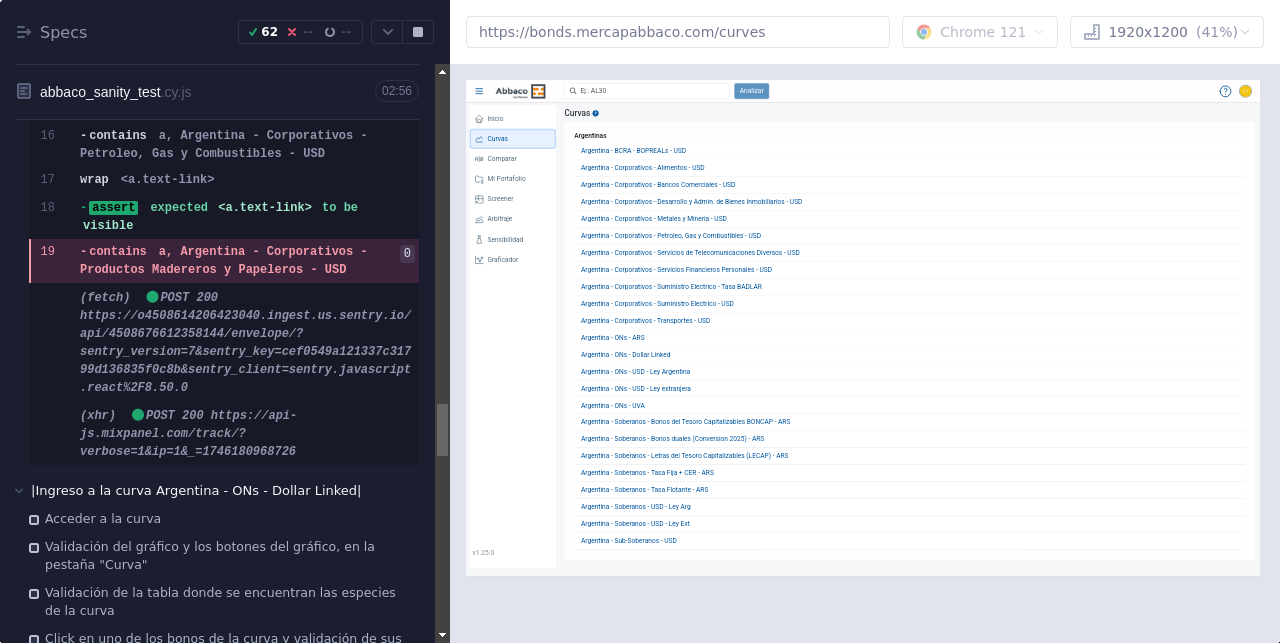 Specs
62
--
--
https://bonds.mercapabbaco.com/curves
Chrome 121
1920x1200 (41%)
abbaco_sanity_test.cy.js
02:56
16 -contains a, Argentina - Corporativos -
Petroleo, Gas y Combustibles - USD
17 wrap <a.text-link>
18 -assert expected <a.text-link> to be
visible
19 -contains a, Argentina - Corporativos - 0
Productos Madereros y Papeleros - USD
(fetch) POST 200
https://o4508614206423040.ingest.us.sentry.io/
api/4508676612358144/envelope/?
sentry_version=7&sentry_key=cef0549a121337c317
99d136835f0c8b&sentry_client=sentry.javascript
.react%2F8.50.0
(xhr) POST 200 https://api-
js.mixpanel.com/track/?
verbose=1&ip=1&_=1746180968726
|Ingreso a la curva Argentina - ONs - Dollar Linked|
Acceder a la curva
Validación del gráfico y los botones del gráfico, en la
pestaña "Curva"
Validación de la tabla donde se encuentran las especies
de la curva
Click en uno de los bonos de la curva y validación de sus
Abbaco
Ej.: AL30
Analizar
Inicio
Curvas
Comparar
Mi Portafolio
Screener
Arbitraje
Sensibilidad
Graficador
v1.25.0
Curvas
Argentinas
Argentina - BCRA - BOPREALs - USD
Argentina - Corporativos - Alimentos - USD
Argentina - Corporativos - Bancos Comerciales - USD
Argentina - Corporativos - Desarrollo y Admin. de Bienes Inmobiliarios - USD
Argentina - Corporativos - Metales y Mineria - USD
Argentina - Corporativos - Petroleo, Gas y Combustibles - USD
Argentina - Corporativos - Servicios de Telecomunicaciones Diversos - USD
Argentina - Corporativos - Servicios Financieros Personales - USD
Argentina - Corporativos - Suministro Electrico - Tasa BADLAR
Argentina - Corporativos - Suministro Electrico - USD
Argentina - Corporativos - Transportes - USD
Argentina - ONs - ARS
Argentina - ONs - Dollar Linked
Argentina - ONs - USD - Ley Argentina
Argentina - ONs - USD - Ley extranjera
Argentina - ONs - UVA
Argentina - Soberanos - Bonos del Tesoro Capitalizables BONCAP - ARS
Argentina - Soberanos - Bonos duales (Conversion 2025) - ARS
Argentina - Soberanos - Letras del Tesoro Capitalizables (LECAP) - ARS
Argentina - Soberanos - Tasa Fija + CER - ARS
Argentina - Soberanos - Tasa Flotante - ARS
Argentina - Soberanos - USD - Ley Arg
Argentina - Soberanos - USD - Ley Ext
Argentina - Sub-Soberanos - USD